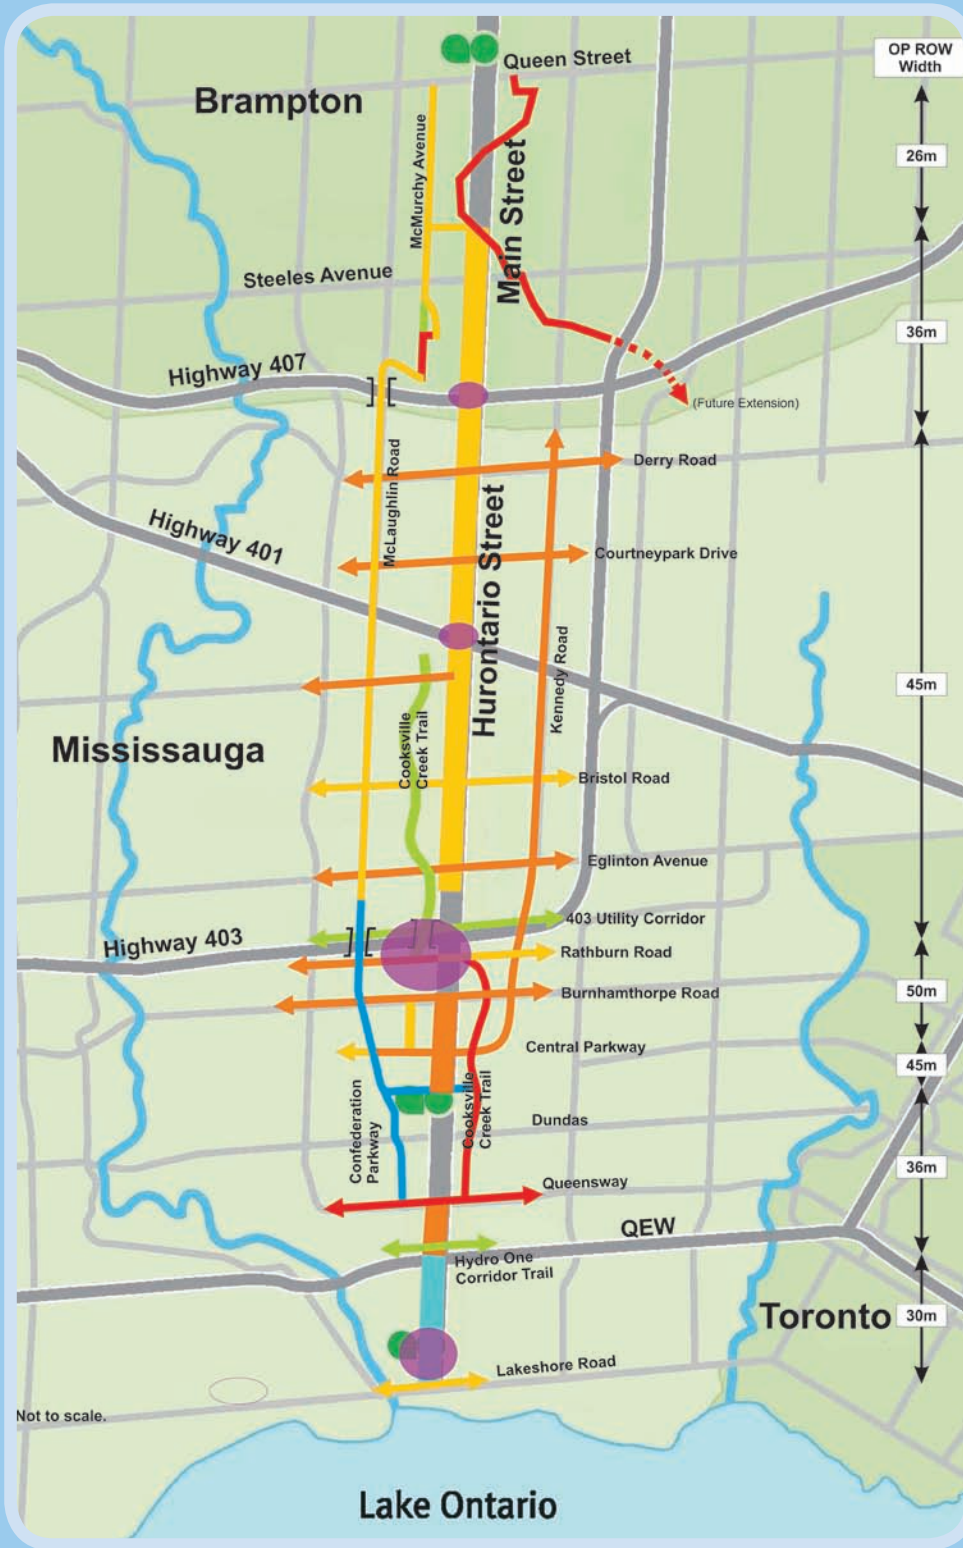 OP ROW
Width
Queen Street
Brampton
26m
McMurchy Avenue
Main Street
Steeles Avenue
36m
Highway 407
(Future Extension)
Derry Road
McLaughlin Road
Highway 401
Courtneypark Drive
Hurontario Street
Kennedy Road
45m
Mississauga
Cooksville
Creek Trail
Bristol Road
Eglinton Avenue
403 Utility Corridor
Highway 403
Rathburn Road
Burnhamthorpe Road
50m
Central Parkway
45m
Cooksville
Creek Trail
Confederation
Parkway
Dundas
36m
Queensway
QEW
Hydro One
Corridor Trail
Toronto
30m
Lakeshore Road
Not to scale.
Lake Ontario